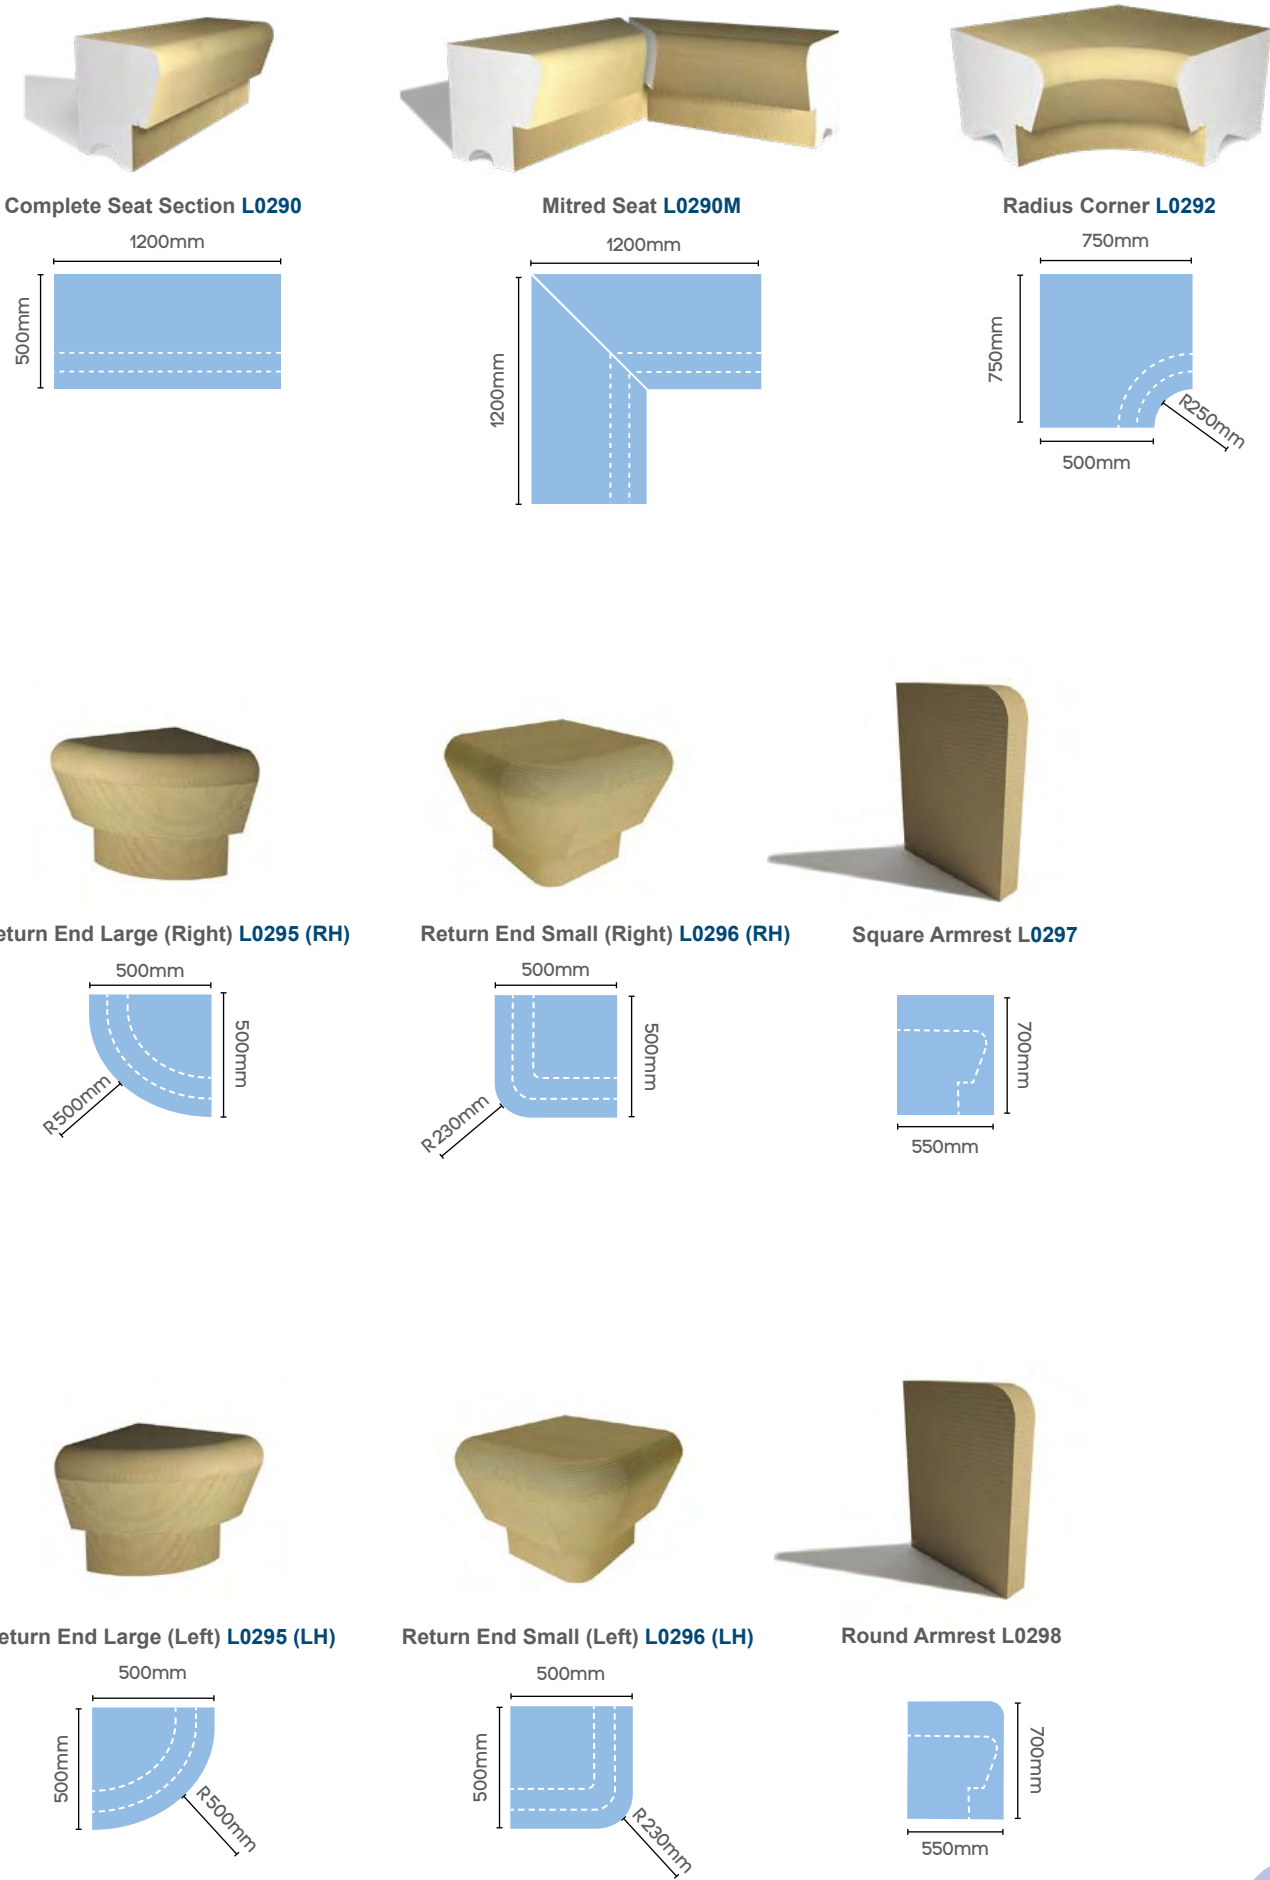 Complete Seat Section L0290
Mitred Seat L0290M
Radius Corner L0292
1200mm
500mm
1200mm
1200mm
750mm
750mm
R250mm
500mm
eturn End Large (Right) L0295 (RH)
Return End Small (Right) L0296 (RH)
Square Armrest L0297
500mm
500mm
R500mm
500mm
500mm
R230mm
700mm
550mm
eturn End Large (Left) L0295 (LH)
Return End Small (Left) L0296 (LH)
Round Armrest L0298
500mm
500mm
R500mm
500mm
500mm
R230mm
700mm
550mm